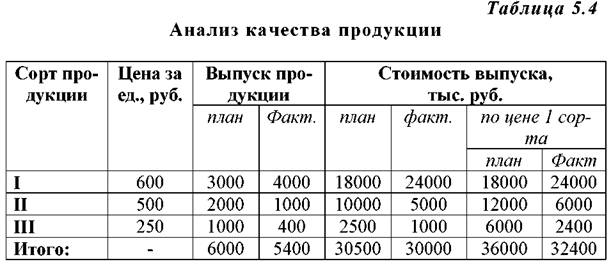 Таблица 5.4
Анализ качества продукции
Сорт про-
дукции
Цена за
ед., руб.
Выпуск про-
дукции
Стоимость выпуска,
тыс. руб.
план Факт. план факт. по цене 1 сор-
та
план Факт
I 600 3000 4000 18000 24000 18000 24000
II 500 2000 1000 10000 5000 12000 6000
III 250 1000 400 2500 1000 6000 2400
Итого: - 6000 5400 30500 30000 36000 32400